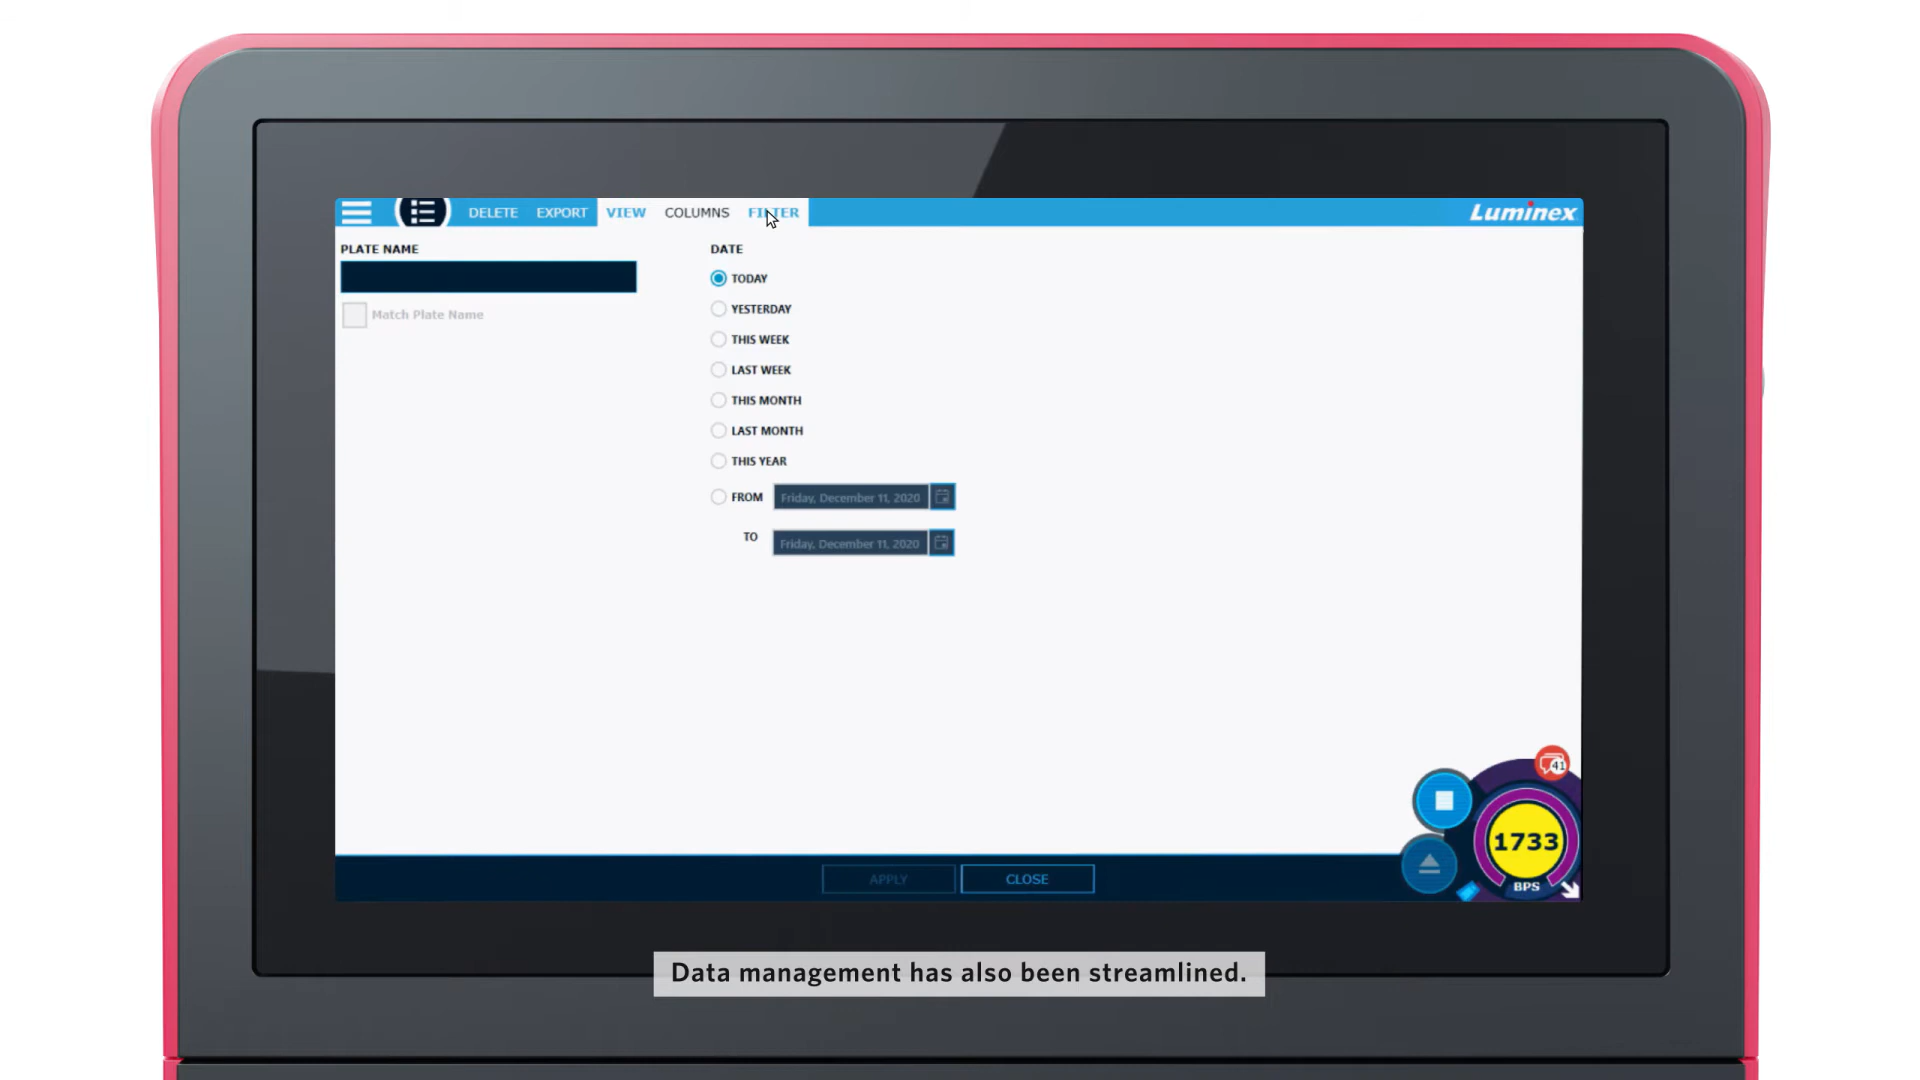 DELETE EXPORT VIEW COLUMNS FILTER Luminex
PLATE NAME
Match Plate Name
DATE
TODAY
YESTERDAY
THIS WEEK
LAST WEEK
THIS MONTH
LAST MONTH
THIS YEAR
FROM Friday, December 11, 2020
TO Friday, December 11, 2020
41
1733
BPS
APPLY CLOSE
Data management has also been streamlined.